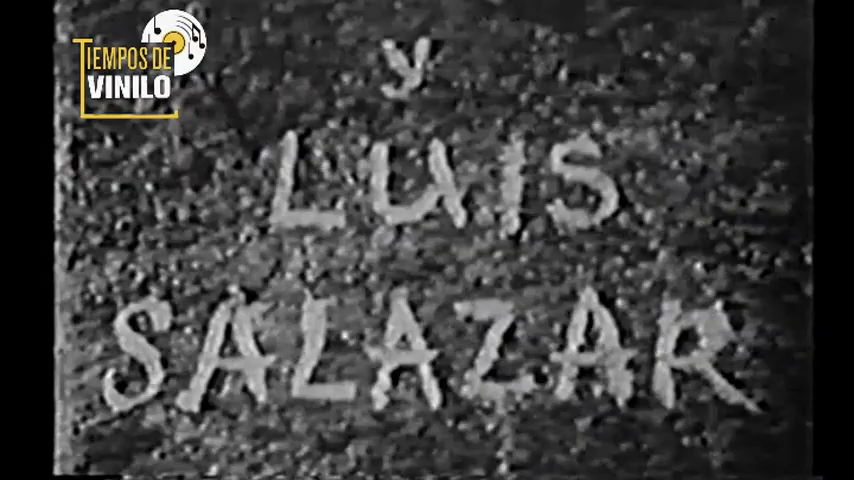 TIEMPOS DE
VINILO
y
LUIS
SALAZAR